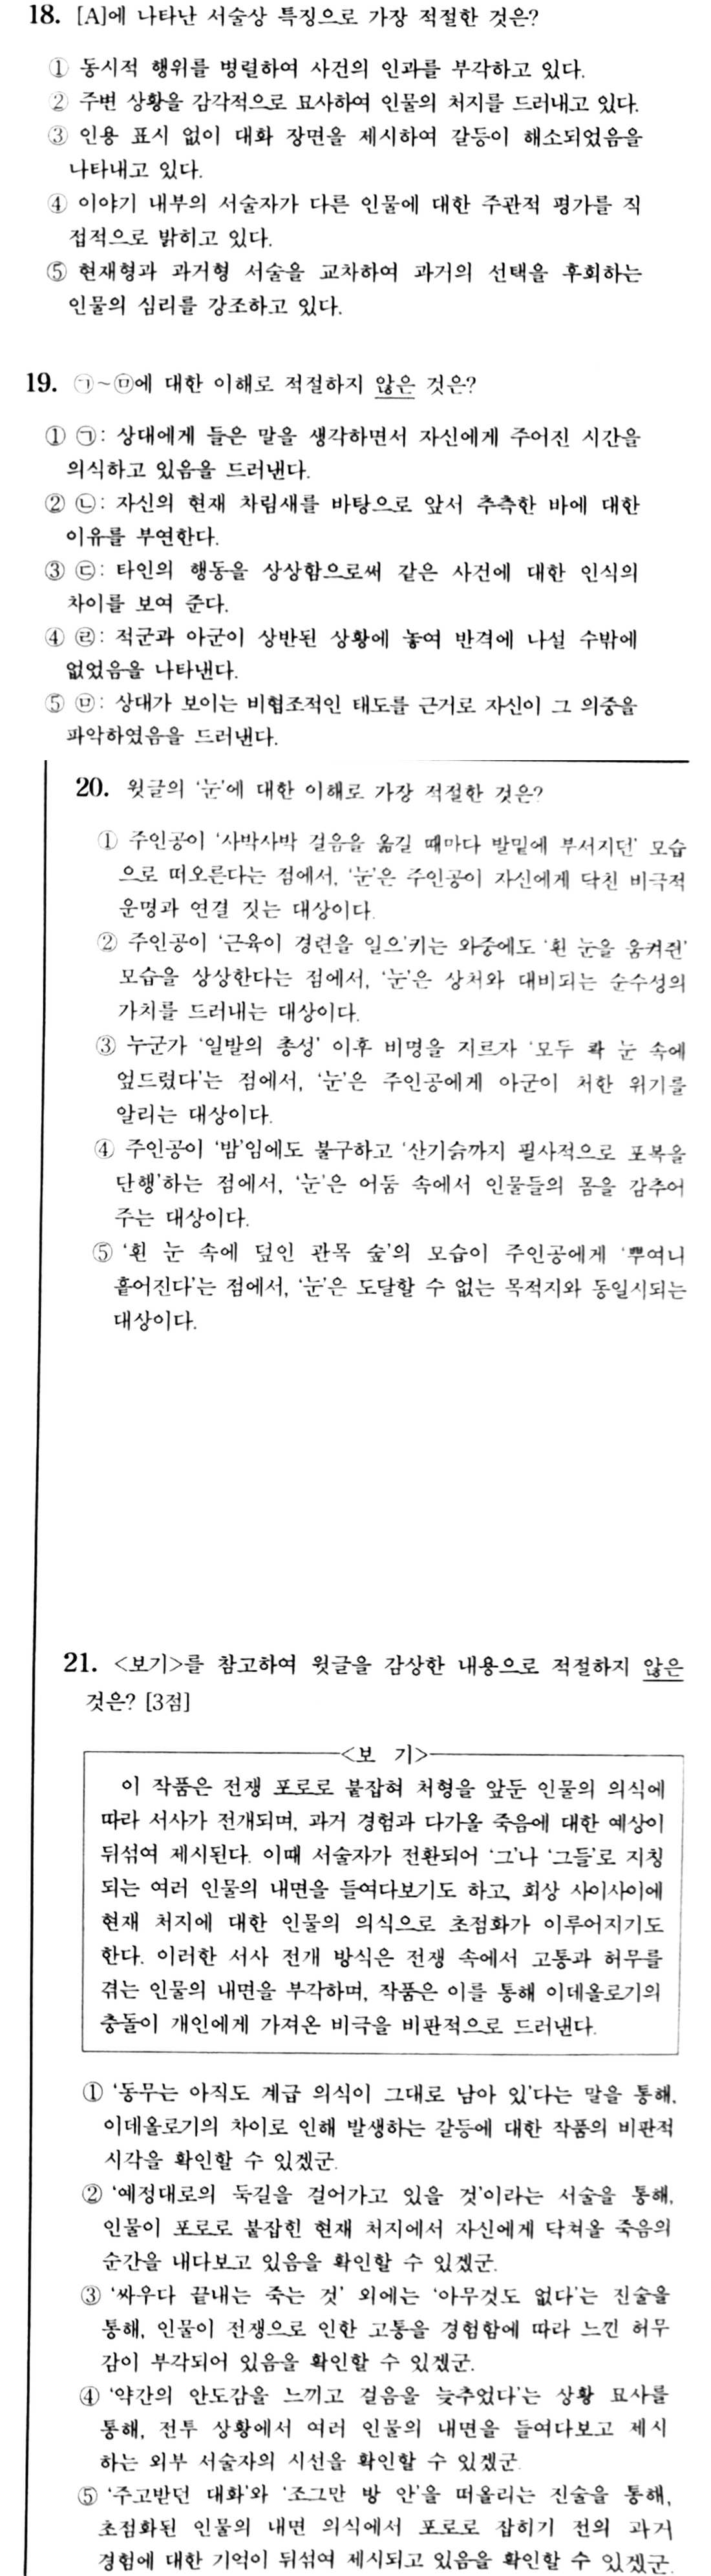 18. [A]에 나타난 서술상 특징으로 가장 적절한 것은?
① 동시적 행위를 병렬하여 사건의 인과를 부각하고 있다.
② 주변 상황을 감각적으로 묘사하여 인물의 처지를 드러내고 있다.
③ 인용 표시 없이 대화 장면을 제시하여 갈등이 해소되었음을
나타내고 있다.
④ 이야기 내부의 서술자가 다른 인물에 대한 주관적 평가를 직
접적으로 밝히고 있다.
⑤ 현재형과 과거형 서술을 교차하여 과거의 선택을 후회하는
인물의 심리를 강조하고 있다.
19. ㉠~㉤에 대한 이해로 적절하지 않은 것은?
① ㉠: 상대에게 들은 말을 생각하면서 자신에게 주어진 시간을
의식하고 있음을 드러낸다.
② ㉡: 자신의 현재 차림새를 바탕으로 앞서 추측한 바에 대한
이유를 부연한다.
③ ㉢: 타인의 행동을 상상함으로써 같은 사건에 대한 인식의
차이를 보여 준다.
④ ㉣: 적군과 아군이 상반된 상황에 놓여 반격에 나설 수밖에
없었음을 나타낸다.
⑤ ㉤: 상대가 보이는 비협조적인 태도를 근거로 자신이 그 의중을
파악하였음을 드러낸다.
20. 윗글의 '눈'에 대한 이해로 가장 적절한 것은?
① 주인공이 '사박사박 걸음을 옮길 때마다 발밑에 부서지던' 모습
으로 떠오른다는 점에서, '눈'은 주인공이 자신에게 닥친 비극적
운명과 연결 짓는 대상이다.
② 주인공이 '근육이 경련을 일으'키는 와중에도 '흰 눈을 움켜쥔'
모습을 상상한다는 점에서, '눈'은 상처와 대비되는 순수성의
가치를 드러내는 대상이다.
③ 누군가 '일발의 총성' 이후 비명을 지르자 '모두 콱 눈 속에
엎드렸다'는 점에서, '눈'은 주인공에게 아군이 처한 위기를
알리는 대상이다.
④ 주인공이 '밤'임에도 불구하고 '산기슭까지 필사적으로 포복을
단행'하는 점에서, '눈'은 어둠 속에서 인물들의 몸을 감추어
주는 대상이다.
⑤ '흰 눈 속에 덮인 관목 숲'의 모습이 주인공에게 '뿌여니
흩어진다'는 점에서, '눈'은 도달할 수 없는 목적지와 동일시되는
대상이다.
21. <보기>를 참고하여 윗글을 감상한 내용으로 적절하지 않은
것은? [3점]
<보 기>
이 작품은 전쟁 포로로 붙잡혀 처형을 앞둔 인물의 의식에
따라 서사가 전개되며, 과거 경험과 다가올 죽음에 대한 예상이
뒤섞여 제시된다. 이때 서술자가 전환되어 '그'나 '그들'로 지칭
되는 여러 인물의 내면을 들여다보기도 하고, 회상 사이사이에
현재 처지에 대한 인물의 의식으로 초점화가 이루어지기도
한다. 이러한 서사 전개 방식은 전쟁 속에서 고통과 허무를
겪는 인물의 내면을 부각하며, 작품은 이를 통해 이데올로기의
충돌이 개인에게 가져온 비극을 비판적으로 드러낸다.
① '동무는 아직도 계급 의식이 그대로 남아 있'다는 말을 통해,
이데올로기의 차이로 인해 발생하는 갈등에 대한 작품의 비판적
시각을 확인할 수 있겠군.
② '예정대로의 둑길을 걸어가고 있을 것'이라는 서술을 통해,
인물이 포로로 붙잡힌 현재 처지에서 자신에게 닥쳐올 죽음의
순간을 내다보고 있음을 확인할 수 있겠군.
③ '싸우다 끝내는 죽는 것' 외에는 '아무것도 없다'는 진술을
통해, 인물이 전쟁으로 인한 고통을 경험함에 따라 느낀 허무
감이 부각되어 있음을 확인할 수 있겠군.
④ '약간의 안도감을 느끼고 걸음을 늦추었다'는 상황 묘사를
통해, 전투 상황에서 여러 인물의 내면을 들여다보고 제시
하는 외부 서술자의 시선을 확인할 수 있겠군.
⑤ '주고받던 대화'와 '조그만 방 안'을 떠올리는 진술을 통해,
초점화된 인물의 내면 의식에서 포로로 잡히기 전의 과거
경험에 대한 기억이 뒤섞여 제시되고 있음을 확인할 수 있겠군.